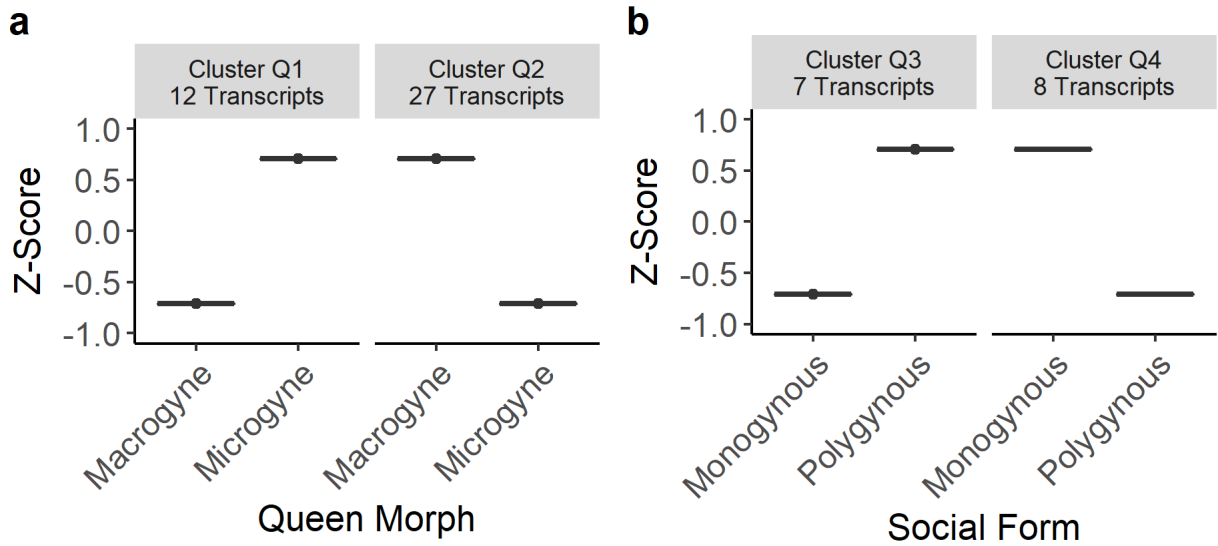 a
Cluster Q1
12 Transcripts
Cluster Q2
27 Transcripts
Z-Score
1.0
0.5
0.0
-0.5
-1.0
Macrogyne
Microgyne
Macrogyne
Microgyne
Queen Morph
b
Cluster Q3
7 Transcripts
Cluster Q4
8 Transcripts
Z-Score
1.0
0.5
0.0
-0.5
-1.0
Monogynous
Polygynous
Monogynous
Polygynous
Social Form